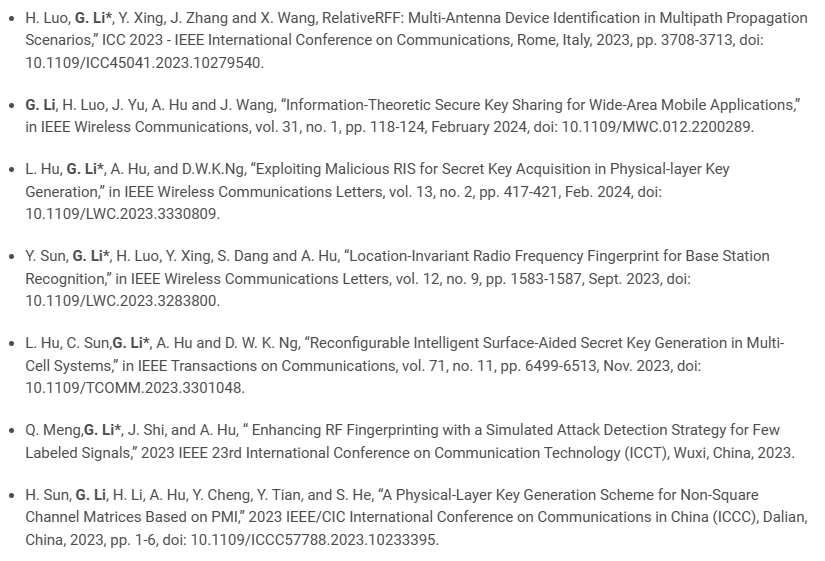 • H. Luo, G. Li*, Y. Xing, J. Zhang and X. Wang, RelativeRFF: Multi-Antenna Device Identification in Multipath Propagation
Scenarios,” ICC 2023 - IEEE International Conference on Communications, Rome, Italy, 2023, pp. 3708-3713, doi:
10.1109/ICC45041.2023.10279540.
• G. Li, H. Luo, J. Yu, A. Hu and J. Wang, “Information-Theoretic Secure Key Sharing for Wide-Area Mobile Applications,”
in IEEE Wireless Communications, vol. 31, no. 1, pp. 118-124, February 2024, doi: 10.1109/MWC.012.2200289.
• L. Hu, G. Li*, A. Hu, and D.W.K.Ng, “Exploiting Malicious RIS for Secret Key Acquisition in Physical-layer Key
Generation,” in IEEE Wireless Communications Letters, vol. 13, no. 2, pp. 417-421, Feb. 2024, doi:
10.1109/LWC.2023.3330809.
• Y. Sun, G. Li*, H. Luo, Y. Xing, S. Dang and A. Hu, “Location-Invariant Radio Frequency Fingerprint for Base Station
Recognition,” in IEEE Wireless Communications Letters, vol. 12, no. 9, pp. 1583-1587, Sept. 2023, doi:
10.1109/LWC.2023.3283800.
• L. Hu, C. Sun,G. Li*, A. Hu and D. W. K. Ng, “Reconfigurable Intelligent Surface-Aided Secret Key Generation in Multi-
Cell Systems,” in IEEE Transactions on Communications, vol. 71, no. 11, pp. 6499-6513, Nov. 2023, doi:
10.1109/TCOMM.2023.3301048.
• Q. Meng,G. Li*, J. Shi, and A. Hu, “ Enhancing RF Fingerprinting with a Simulated Attack Detection Strategy for Few
Labeled Signals,” 2023 IEEE 23rd International Conference on Communication Technology (ICCT), Wuxi, China, 2023.
• H. Sun, G. Li, H. Li, A. Hu, Y. Cheng, Y. Tian, and S. He, “A Physical-Layer Key Generation Scheme for Non-Square
Channel Matrices Based on PMI,” 2023 IEEE/CIC International Conference on Communications in China (ICCC), Dalian,
China, 2023, pp. 1-6, doi: 10.1109/ICCC57788.2023.10233395.